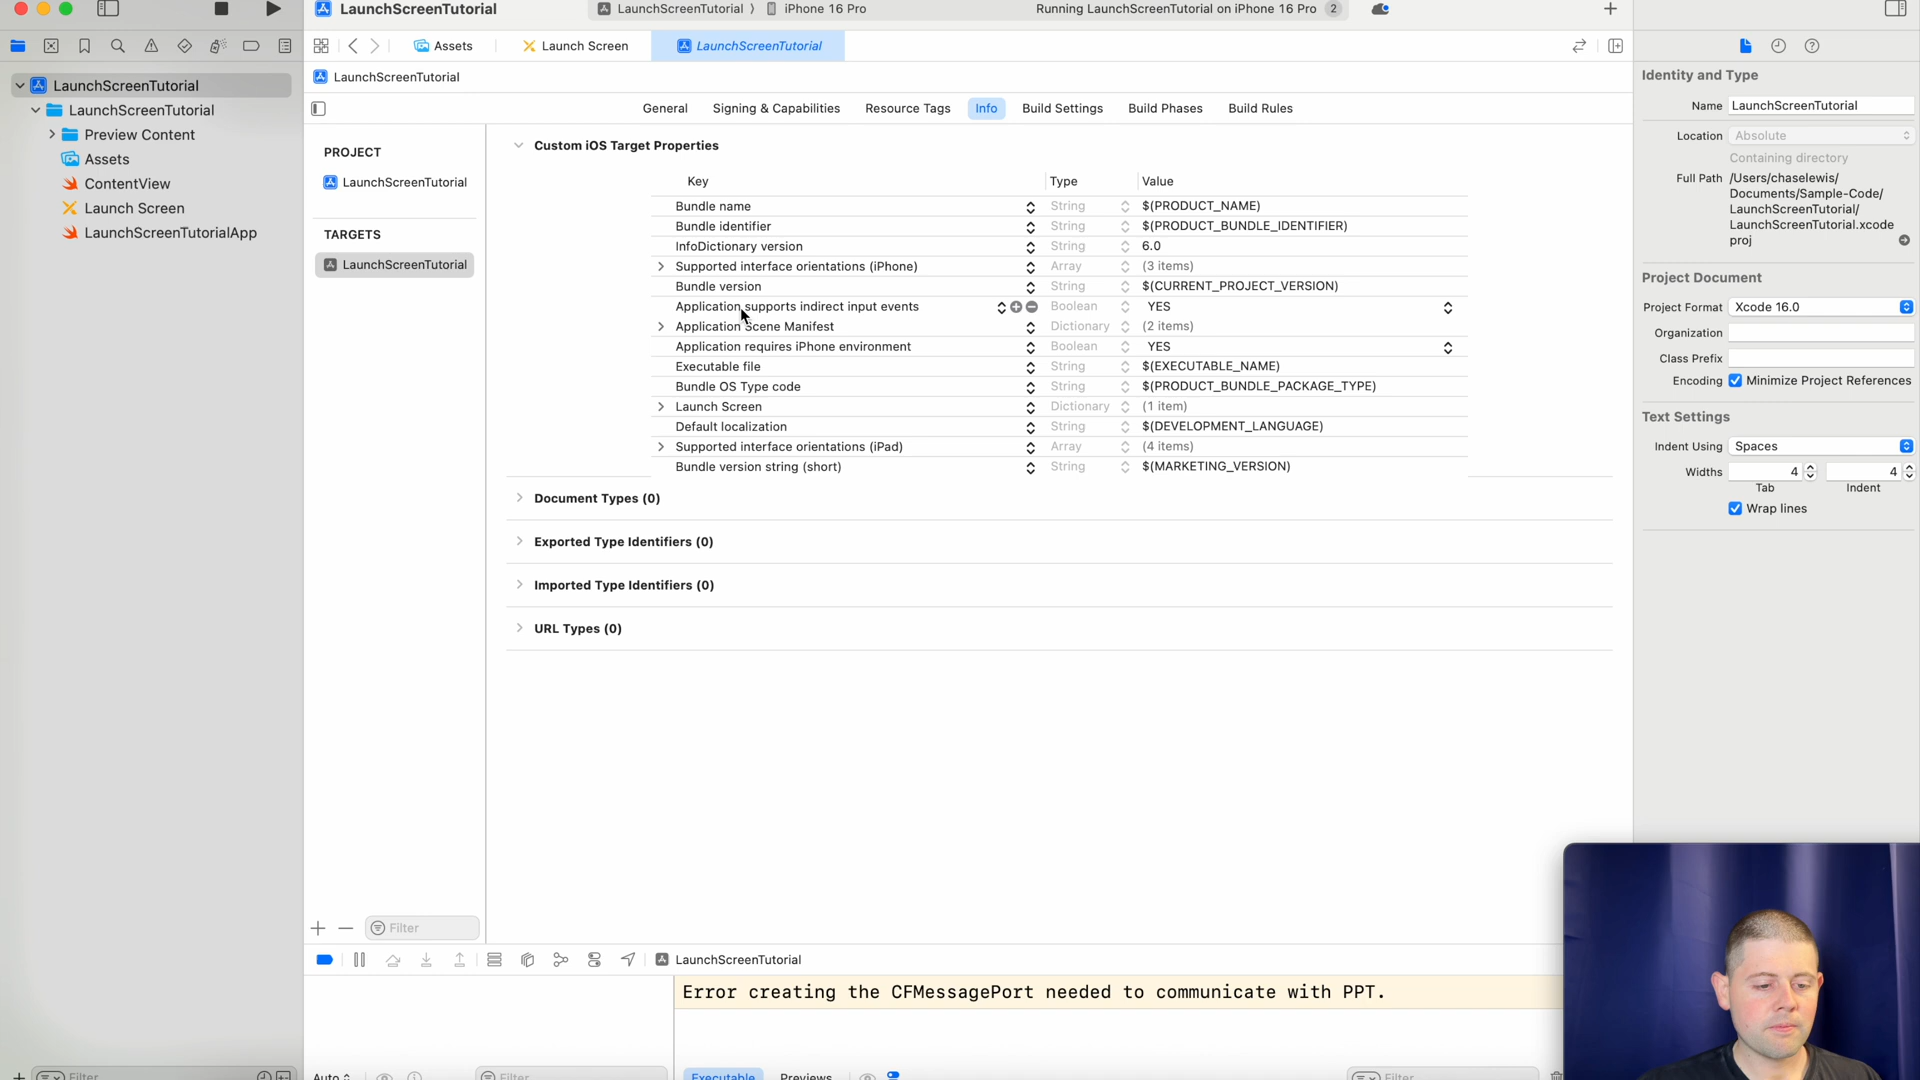 LaunchScreenTutorial
LaunchScreenTutorial 〉 iPhone 16 Pro
Running LaunchScreenTutorial on iPhone 16 Pro 2
Assets
Launch Screen
LaunchScreenTutorial
LaunchScreenTutorial
LaunchScreenTutorial
LaunchScreenTutorial
Preview Content
Assets
ContentView
Launch Screen
LaunchScreenTutorialApp
General Signing & Capabilities Resource Tags Info Build Settings Build Phases Build Rules
PROJECT
LaunchScreenTutorial
TARGETS
LaunchScreenTutorial
Custom iOS Target Properties
Key Type Value
Bundle name String $(PRODUCT_NAME)
Bundle identifier String $(PRODUCT_BUNDLE_IDENTIFIER)
InfoDictionary version String 6.0
Supported interface orientations (iPhone) Array (3 items)
Bundle version String $(CURRENT_PROJECT_VERSION)
Application supports indirect input events Boolean YES
Application Scene Manifest Dictionary (2 items)
Application requires iPhone environment Boolean YES
Executable file String $(EXECUTABLE_NAME)
Bundle OS Type code String $(PRODUCT_BUNDLE_PACKAGE_TYPE)
Launch Screen Dictionary (1 item)
Default localization String $(DEVELOPMENT_LANGUAGE)
Supported interface orientations (iPad) Array (4 items)
Bundle version string (short) String $(MARKETING_VERSION)
Document Types (0)
Exported Type Identifiers (0)
Imported Type Identifiers (0)
URL Types (0)
Filter
LaunchScreenTutorial
Error creating the CFMessagePort needed to communicate with PPT.
Filter
Auto
Filter
Executable Previews
Filter
Identity and Type
Name LaunchScreenTutorial
Location Absolute
Containing directory
Full Path /Users/chaselewis/
Documents/Sample-Code/
LaunchScreenTutorial/
LaunchScreenTutorial.xcode
proj
Project Document
Project Format Xcode 16.0
Organization
Class Prefix
Encoding Minimize Project References
Text Settings
Indent Using Spaces
Widths 4 4
Tab Indent
Wrap lines